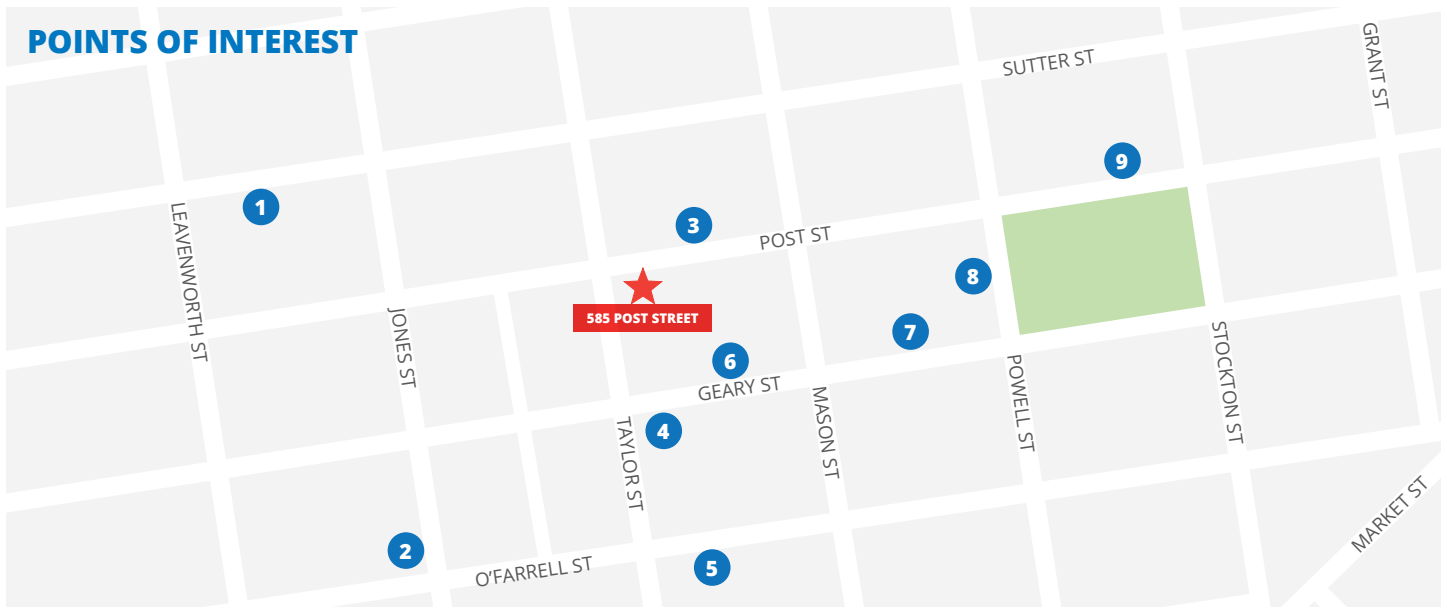 POINTS OF INTEREST
SUTTER ST
GRANT ST
9
1
LEAVENWORTH ST
3
POST ST
8
585 POST STREET
JONES ST
7
6
GEARY ST
STOCKTON ST
POWELL ST
MASON ST
TAYLOR ST
4
MARKET ST
2
O'FARRELL ST
5